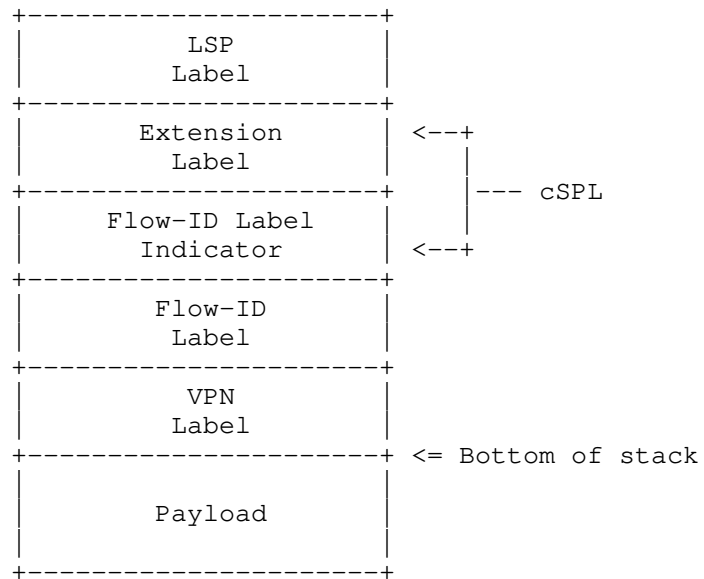 LSP
Label
Extension <--+
Label
--- cSPL
Flow-ID Label
Indicator <--+
Flow-ID
Label
VPN
Label
<= Bottom of stack
Payload